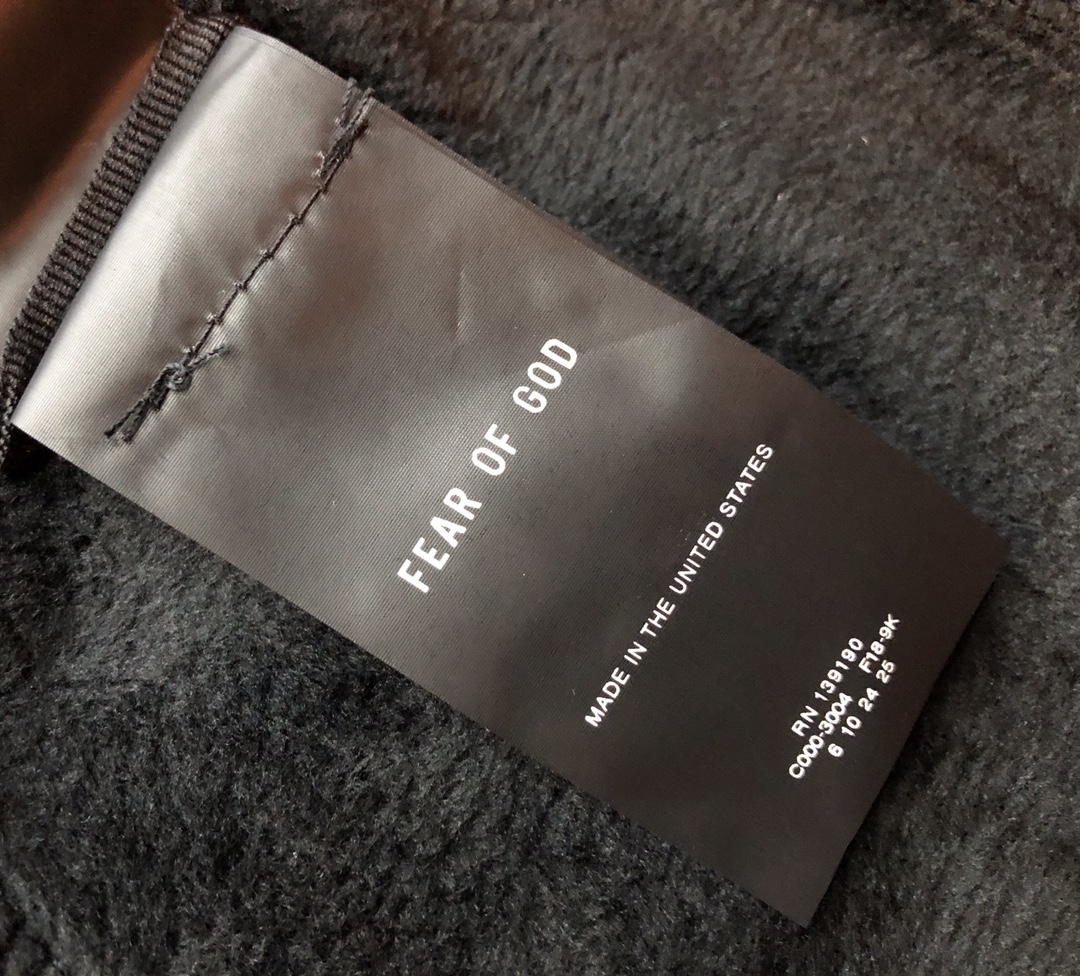 FEAR OF GOD
MADE IN THE UNITED STATES
RN 139190
C000-3004 F18-9K
6 10 24 25